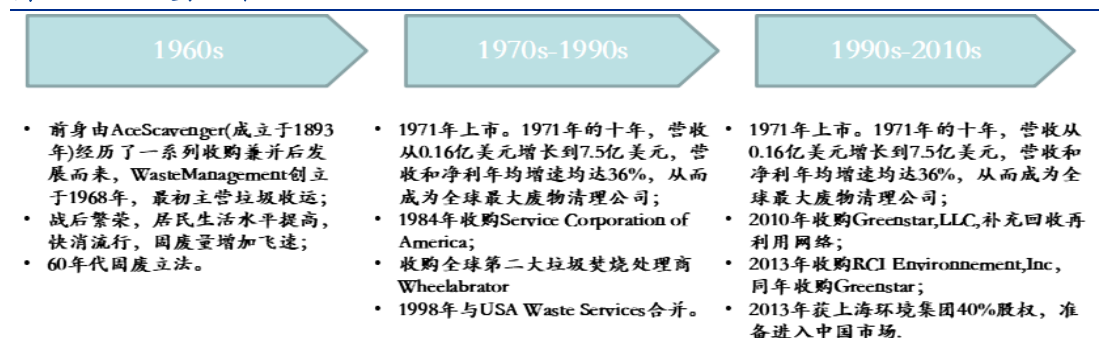 1960s
前身由AceScavenger(成立于1893
年)经历了一系列收购兼并后发
展而来，WasteManagement创立
于1968年，最初主营垃圾收运；
战后繁荣，居民生活水平提高，
快消流行，固废量增加飞速；
60年代固废立法。
1970s-1990s
1971年上市。1971年的十年，营收
从0.16亿美元增长到7.5亿美元，营
收和净利年均增速均达36%，从而
成为全球最大废物清理公司；
1984年收购Service Corporation of
America；
收购全球第二大垃圾焚烧处理商
Wheelabrator
1998年与USA Waste Services合并。
1990s-2010s
1971年上市。1971年的十年，营收从
0.16亿美元增长到7.5亿美元，营收和
净利年均增速均达36%，从而成为全
球最大废物清理公司；
2010年收购Greenstar,LLC,补充回收再
利用网络；
2013年收购RCI Environnement,Inc，
同年收购Greenstar；
2013年获上海环境集团40%股权，准
备进入中国市场.